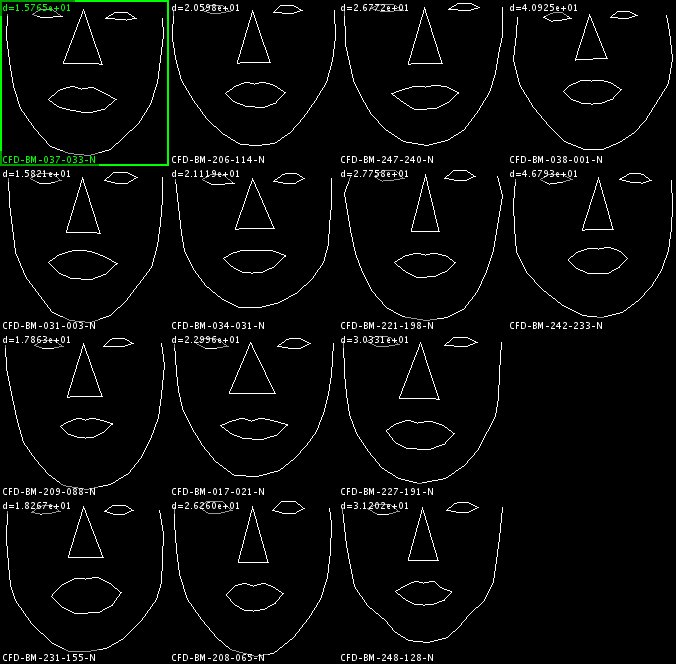 d=1.5765e+01
d=2.0598e+01
d=2.6772e+01
d=4.0925e+01
CFD-BM-037-033-N
CFD-BM-206-114-N
CFD-BM-247-240-N
CFD-BM-038-001-N
d=1.5821e+01
d=2.1119e+01
d=2.7758e+01
d=4.6793e+01
CFD-BM-031-003-N
CFD-BM-034-031-N
CFD-BM-221-198-N
CFD-BM-242-233-N
d=1.7863e+01
d=2.2996e+01
d=3.0331e+01
CFD-BM-209-088-N
CFD-BM-017-021-N
CFD-BM-227-191-N
d=1.8267e+01
d=2.6260e+01
d=3.1202e+01
CFD-BM-231-155-N
CFD-BM-208-065-N
CFD-BM-248-128-N